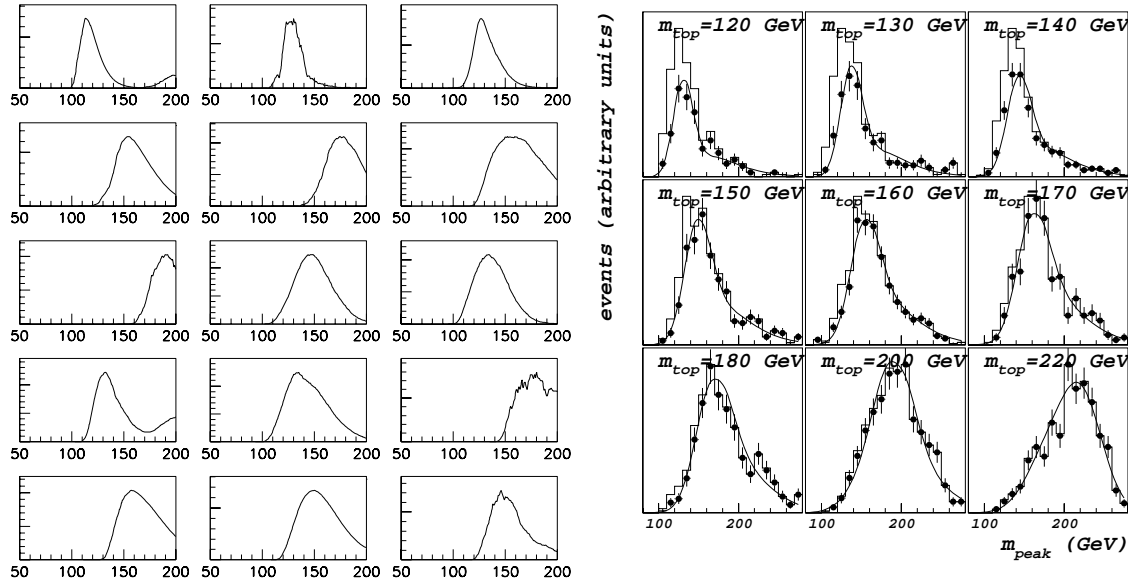 50 100 150 200 50 100 150 200 50 100 150 200
50 100 150 200 50 100 150 200 50 100 150 200
50 100 150 200 50 100 150 200 50 100 150 200
50 100 150 200 50 100 150 200 50 100 150 200
50 100 150 200 50 100 150 200 50 100 150 200
events (arbitrary units)
m_top=120 GeV m_top=130 GeV m_top=140 GeV
m_top=150 GeV m_top=160 GeV m_top=170 GeV
m_top=180 GeV m_top=200 GeV m_top=220 GeV
100 200 100 200 100 200
m_peak (GeV)